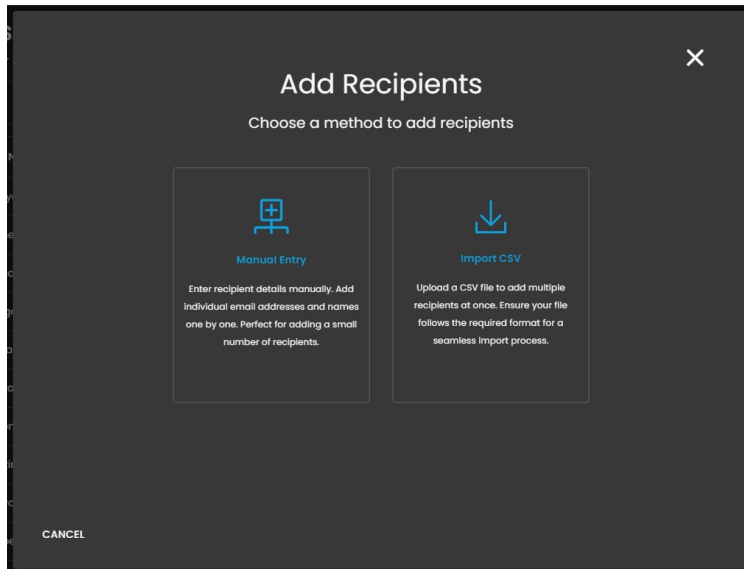 Add Recipients
Choose a method to add recipients
Manual Entry
Enter recipient details manually. Add
individual email addresses and names
one by one. Perfect for adding a small
number of recipients.
Import CSV
Upload a CSV file to add multiple
recipients at once. Ensure your file
follows the required format for a
seamless import process.
CANCEL